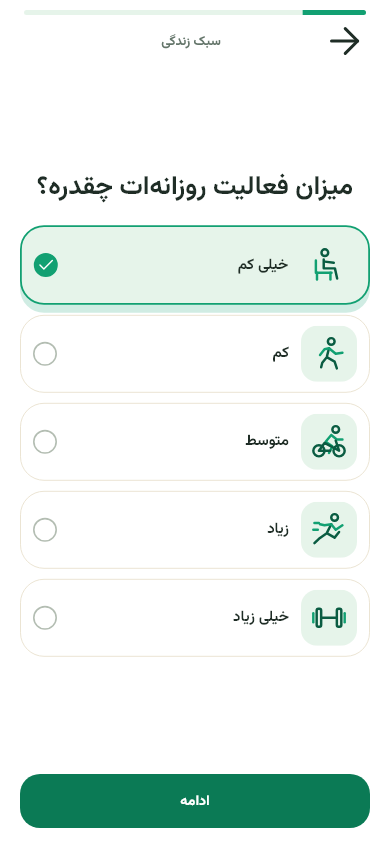 سبک زندگی
میزان فعالیت روزانه‌ات چقدره؟
خیلی کم
کم
متوسط
زیاد
خیلی زیاد
ادامه